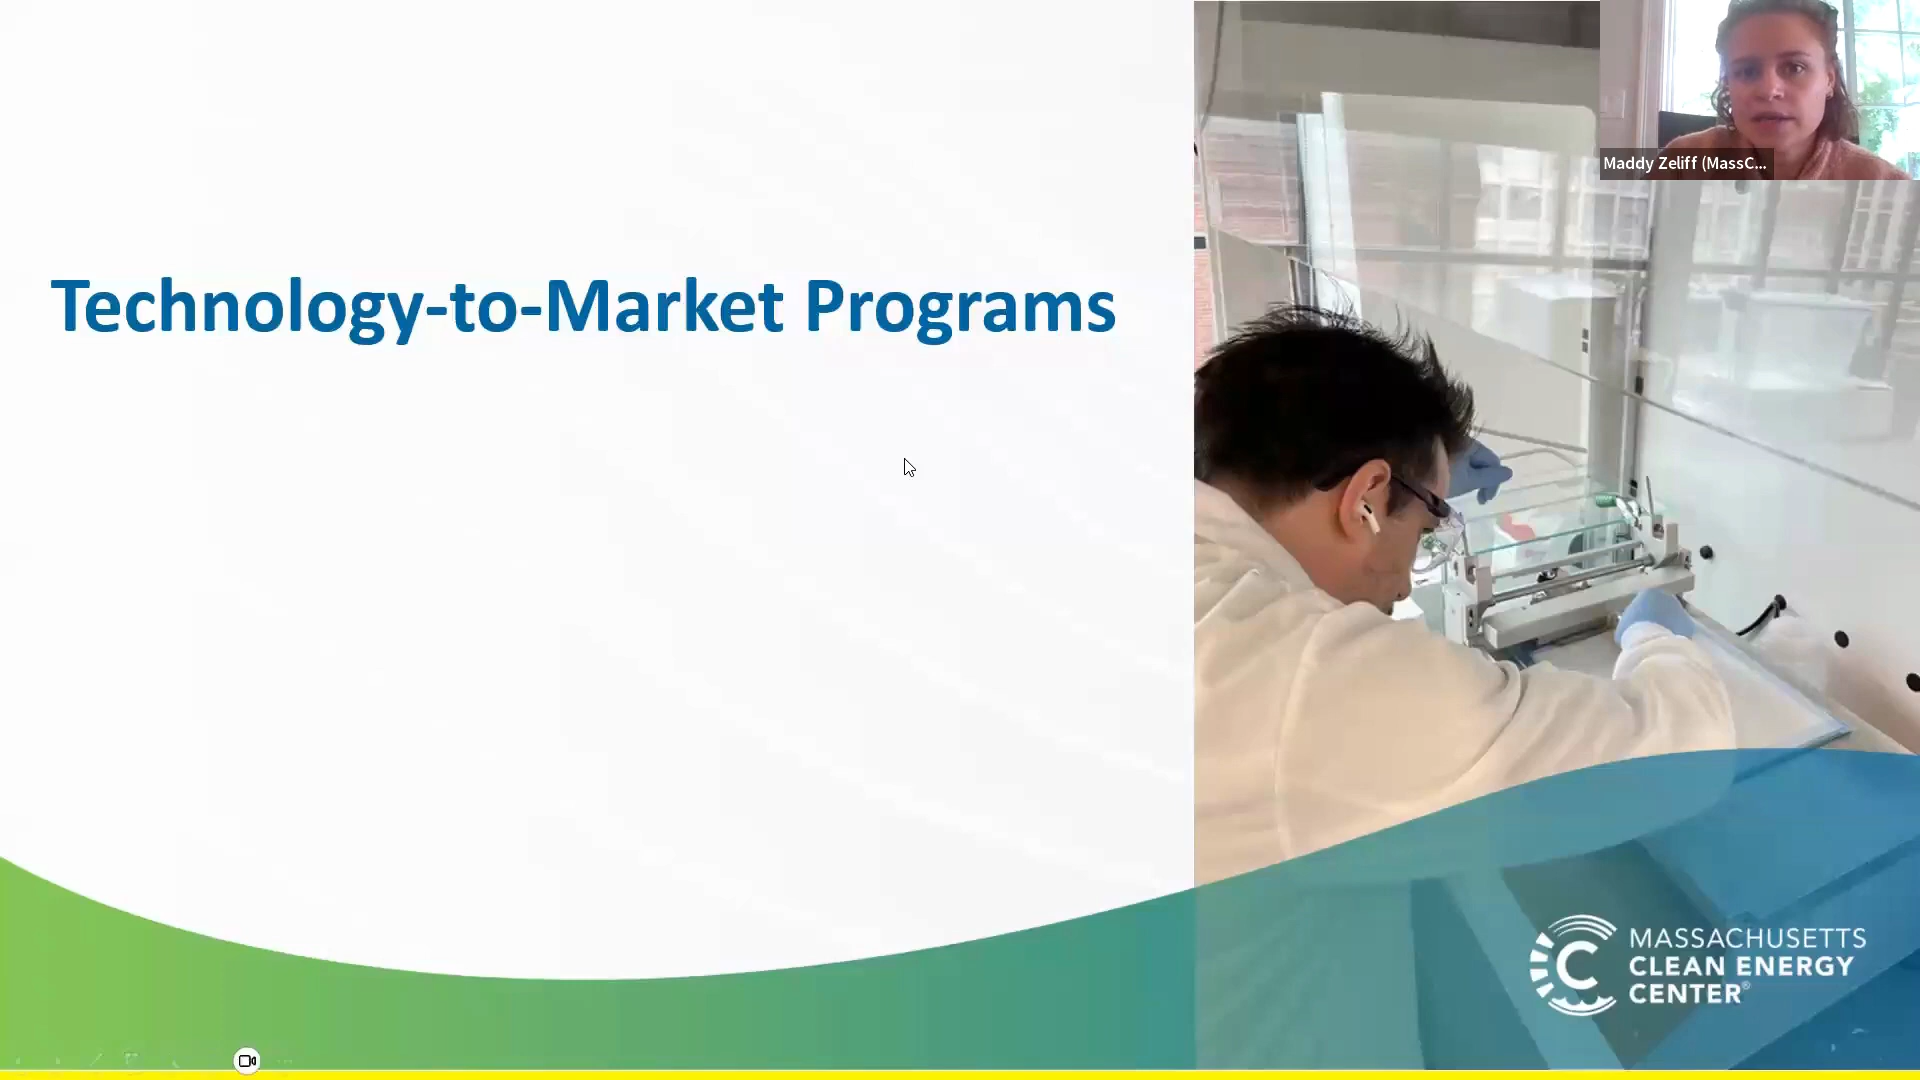 Maddy Zeliff (MassC...
Technology-to-Market Programs
MASSACHUSETTS
CLEAN ENERGY
CENTER®